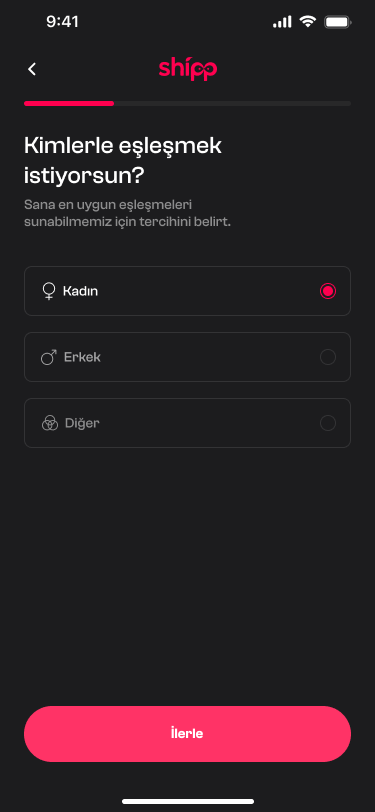 9:41
shipp
Kimlerle eşleşmek
istiyorsun?
Sana en uygun eşleşmeleri
sunabilmemiz için tercihini belirt.
Kadın
Erkek
Diğer
İlerle